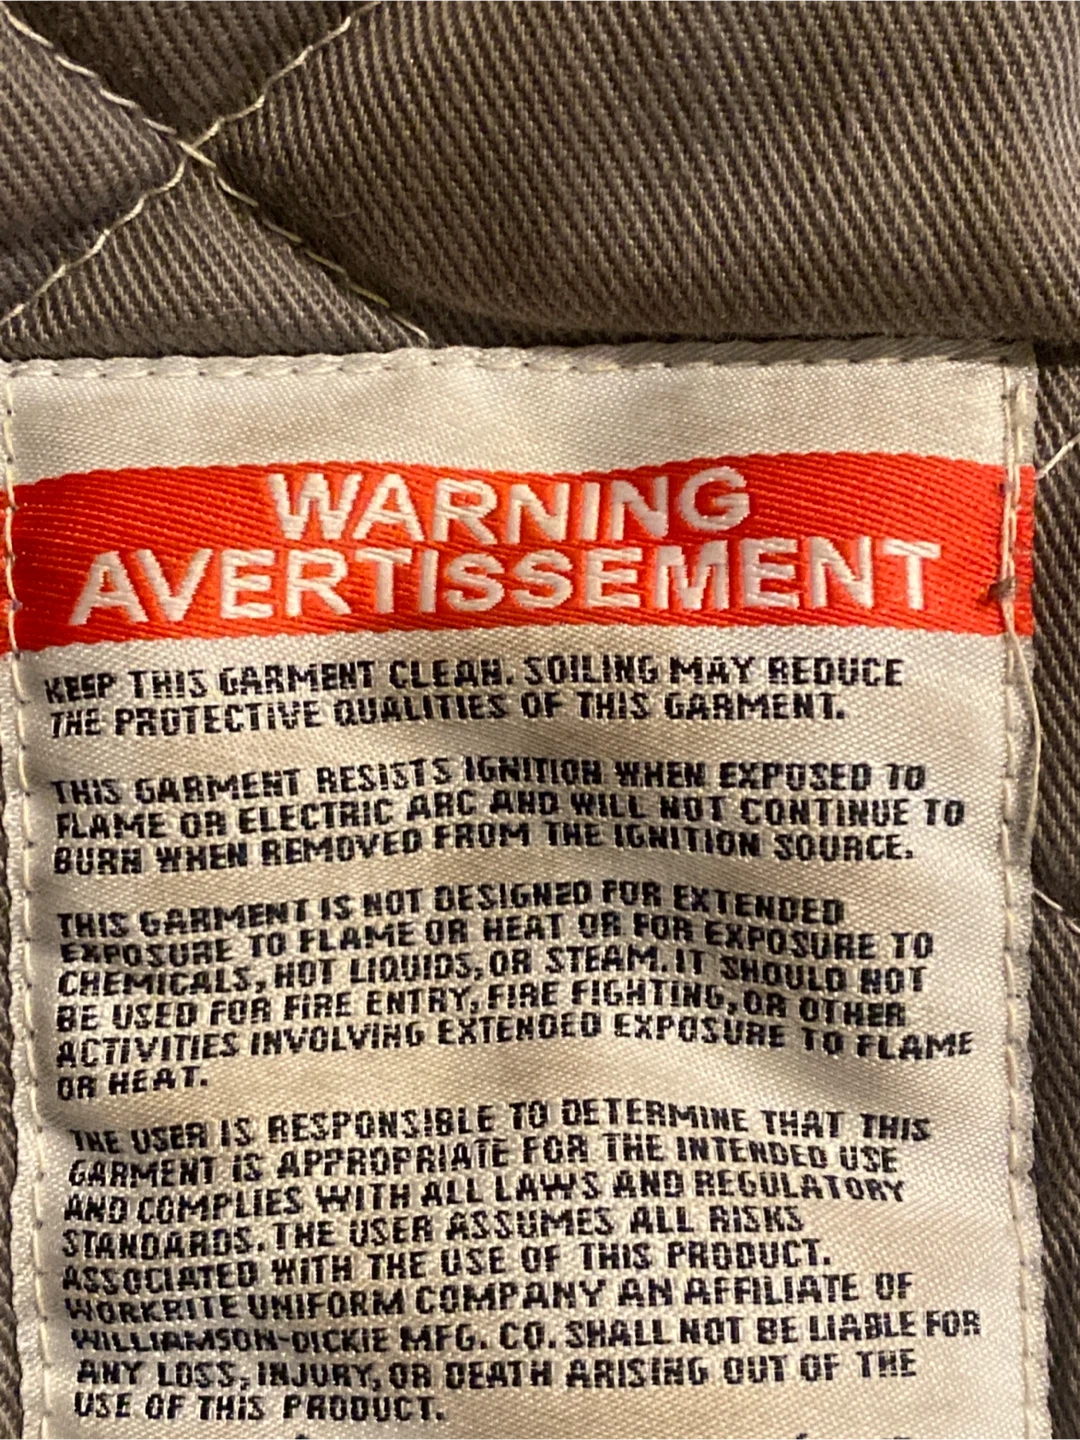 WARNING
AVERTISSEMENT
KEEP THIS GARMENT CLEAN. SOILING MAY REDUCE
THE PROTECTIVE QUALITIES OF THIS GARMENT.
THIS GARMENT RESISTS IGNITION WHEN EXPOSED TO
FLAME OR ELECTRIC ARC AND WILL NOT CONTINUE TO
BURN WHEN REMOVED FROM THE IGNITION SOURCE.
THIS GARMENT IS NOT DESIGNED FOR EXTENDED
EXPOSURE TO FLAME OR HEAT OR FOR EXPOSURE TO
CHEMICALS, HOT LIQUIDS, OR STEAM. IT SHOULD NOT
BE USED FOR FIRE ENTRY, FIRE FIGHTING, OR OTHER
ACTIVITIES INVOLVING EXTENDED EXPOSURE TO FLAME
OR HEAT.
THE USER IS RESPONSIBLE TO DETERMINE THAT THIS
GARMENT IS APPROPRIATE FOR THE INTENDED USE
AND COMPLIES WITH ALL LAWS AND REGULATORY
STANDARDS. THE USER ASSUMES ALL RISKS
ASSOCIATED WITH THE USE OF THIS PRODUCT.
WORKRITE UNIFORM COMPANY AN AFFILIATE OF
WILLIAMSON-DICKIE MFG. CO. SHALL NOT BE LIABLE FOR
ANY LOSS, INJURY, OR DEATH ARISING OUT OF THE
USE OF THIS PRODUCT.